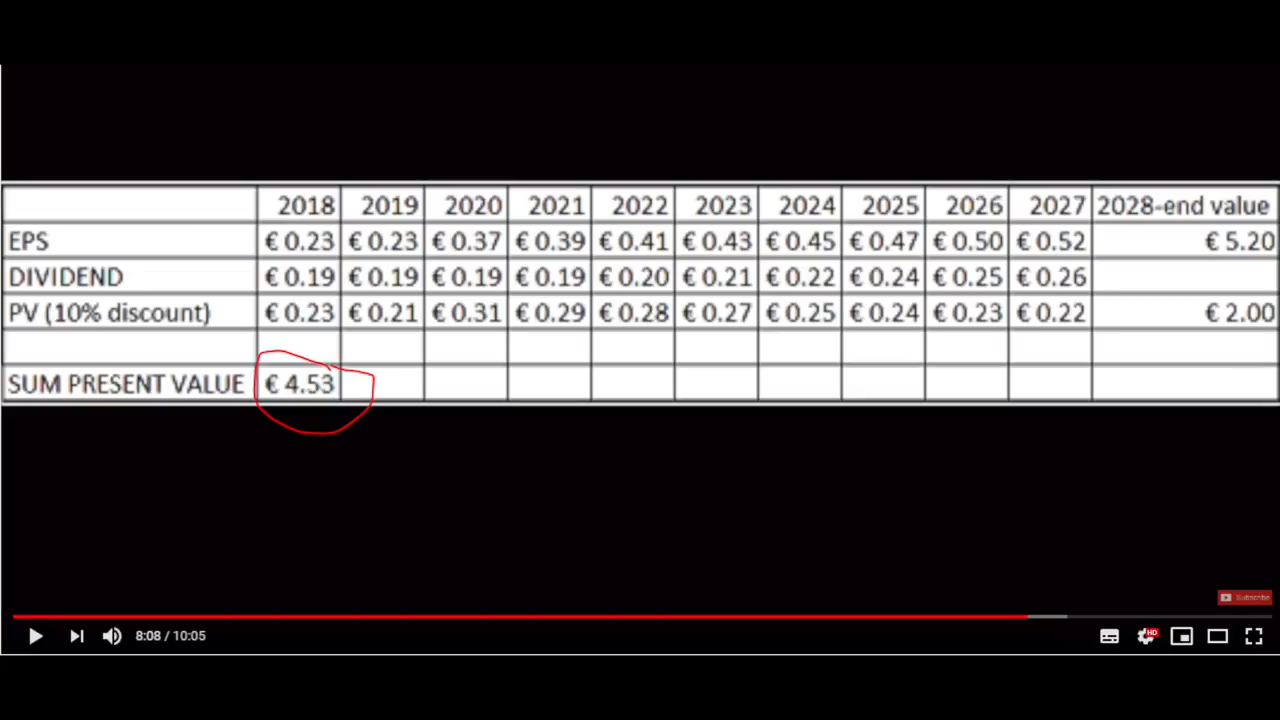 2018 2019 2020 2021 2022 2023 2024 2025 2026 2027 2028-end value
EPS € 0.23 € 0.23 € 0.37 € 0.39 € 0.41 € 0.43 € 0.45 € 0.47 € 0.50 € 0.52 € 5.20
DIVIDEND € 0.19 € 0.19 € 0.19 € 0.19 € 0.20 € 0.21 € 0.22 € 0.24 € 0.25 € 0.26
PV (10% discount) € 0.23 € 0.21 € 0.31 € 0.29 € 0.28 € 0.27 € 0.25 € 0.24 € 0.23 € 0.22 € 2.00
SUM PRESENT VALUE € 4.53
Subscribe
8:08 / 10:05 HD